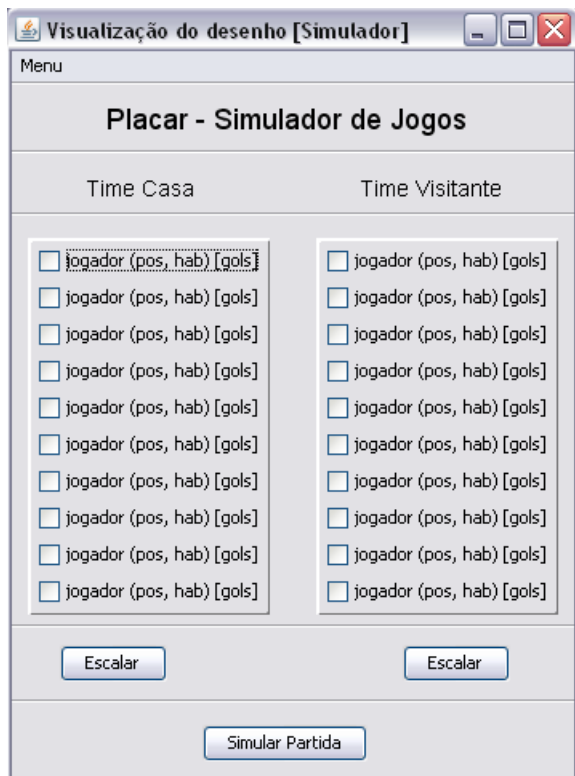 Visualização do desenho [Simulador]
Menu
Placar - Simulador de Jogos
Time Casa Time Visitante
jogador (pos, hab) [gols] jogador (pos, hab) [gols]
jogador (pos, hab) [gols] jogador (pos, hab) [gols]
jogador (pos, hab) [gols] jogador (pos, hab) [gols]
jogador (pos, hab) [gols] jogador (pos, hab) [gols]
jogador (pos, hab) [gols] jogador (pos, hab) [gols]
jogador (pos, hab) [gols] jogador (pos, hab) [gols]
jogador (pos, hab) [gols] jogador (pos, hab) [gols]
jogador (pos, hab) [gols] jogador (pos, hab) [gols]
jogador (pos, hab) [gols] jogador (pos, hab) [gols]
jogador (pos, hab) [gols] jogador (pos, hab) [gols]
Escalar Escalar
Simular Partida